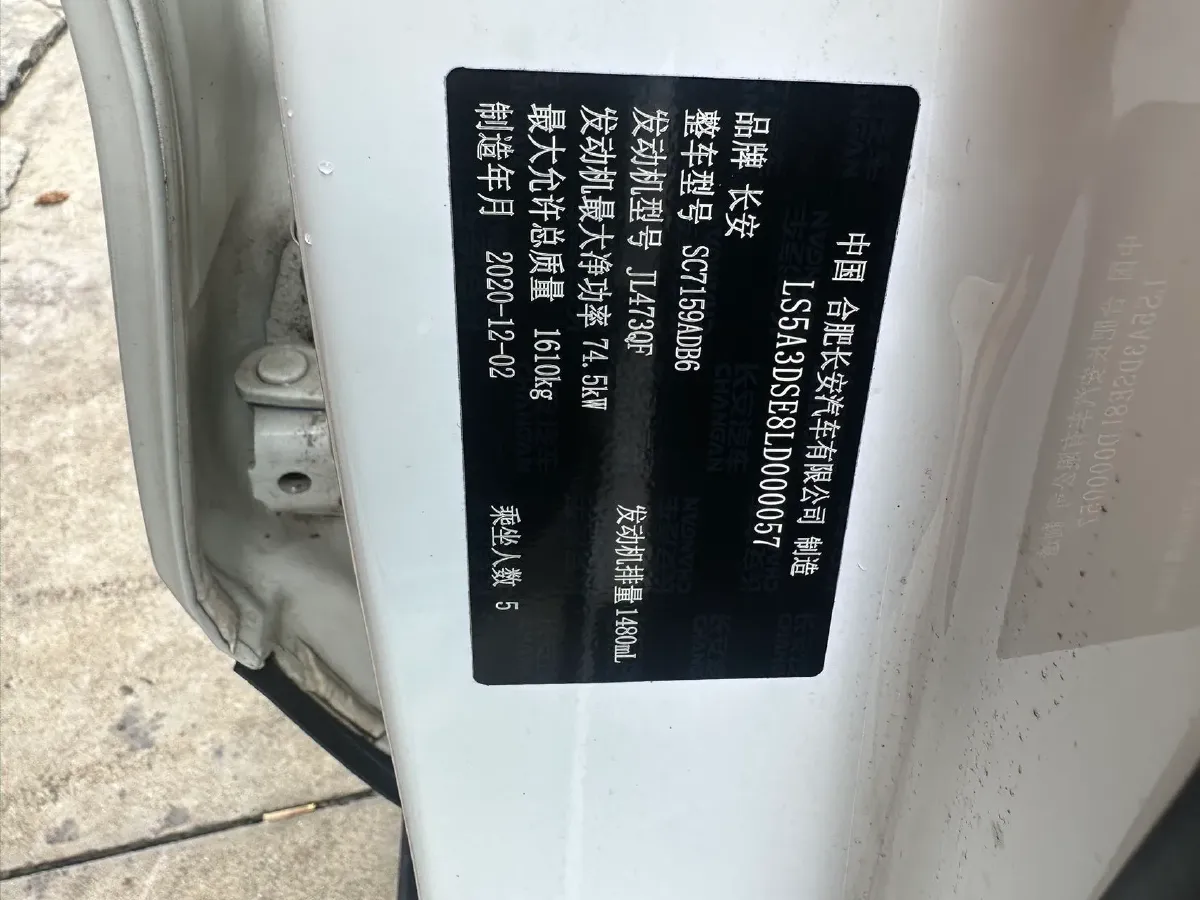 中国 合肥长安汽车有限公司 制造
LS5A3DSE8LD000057
品牌 长安
整车型号 SC7159ADB6
发动机型号 JL473QF 发动机排量 1480mL
发动机最大净功率 74.5kW
最大允许总质量 1610kg
制造年月 2020-12-02 乘坐人数 5